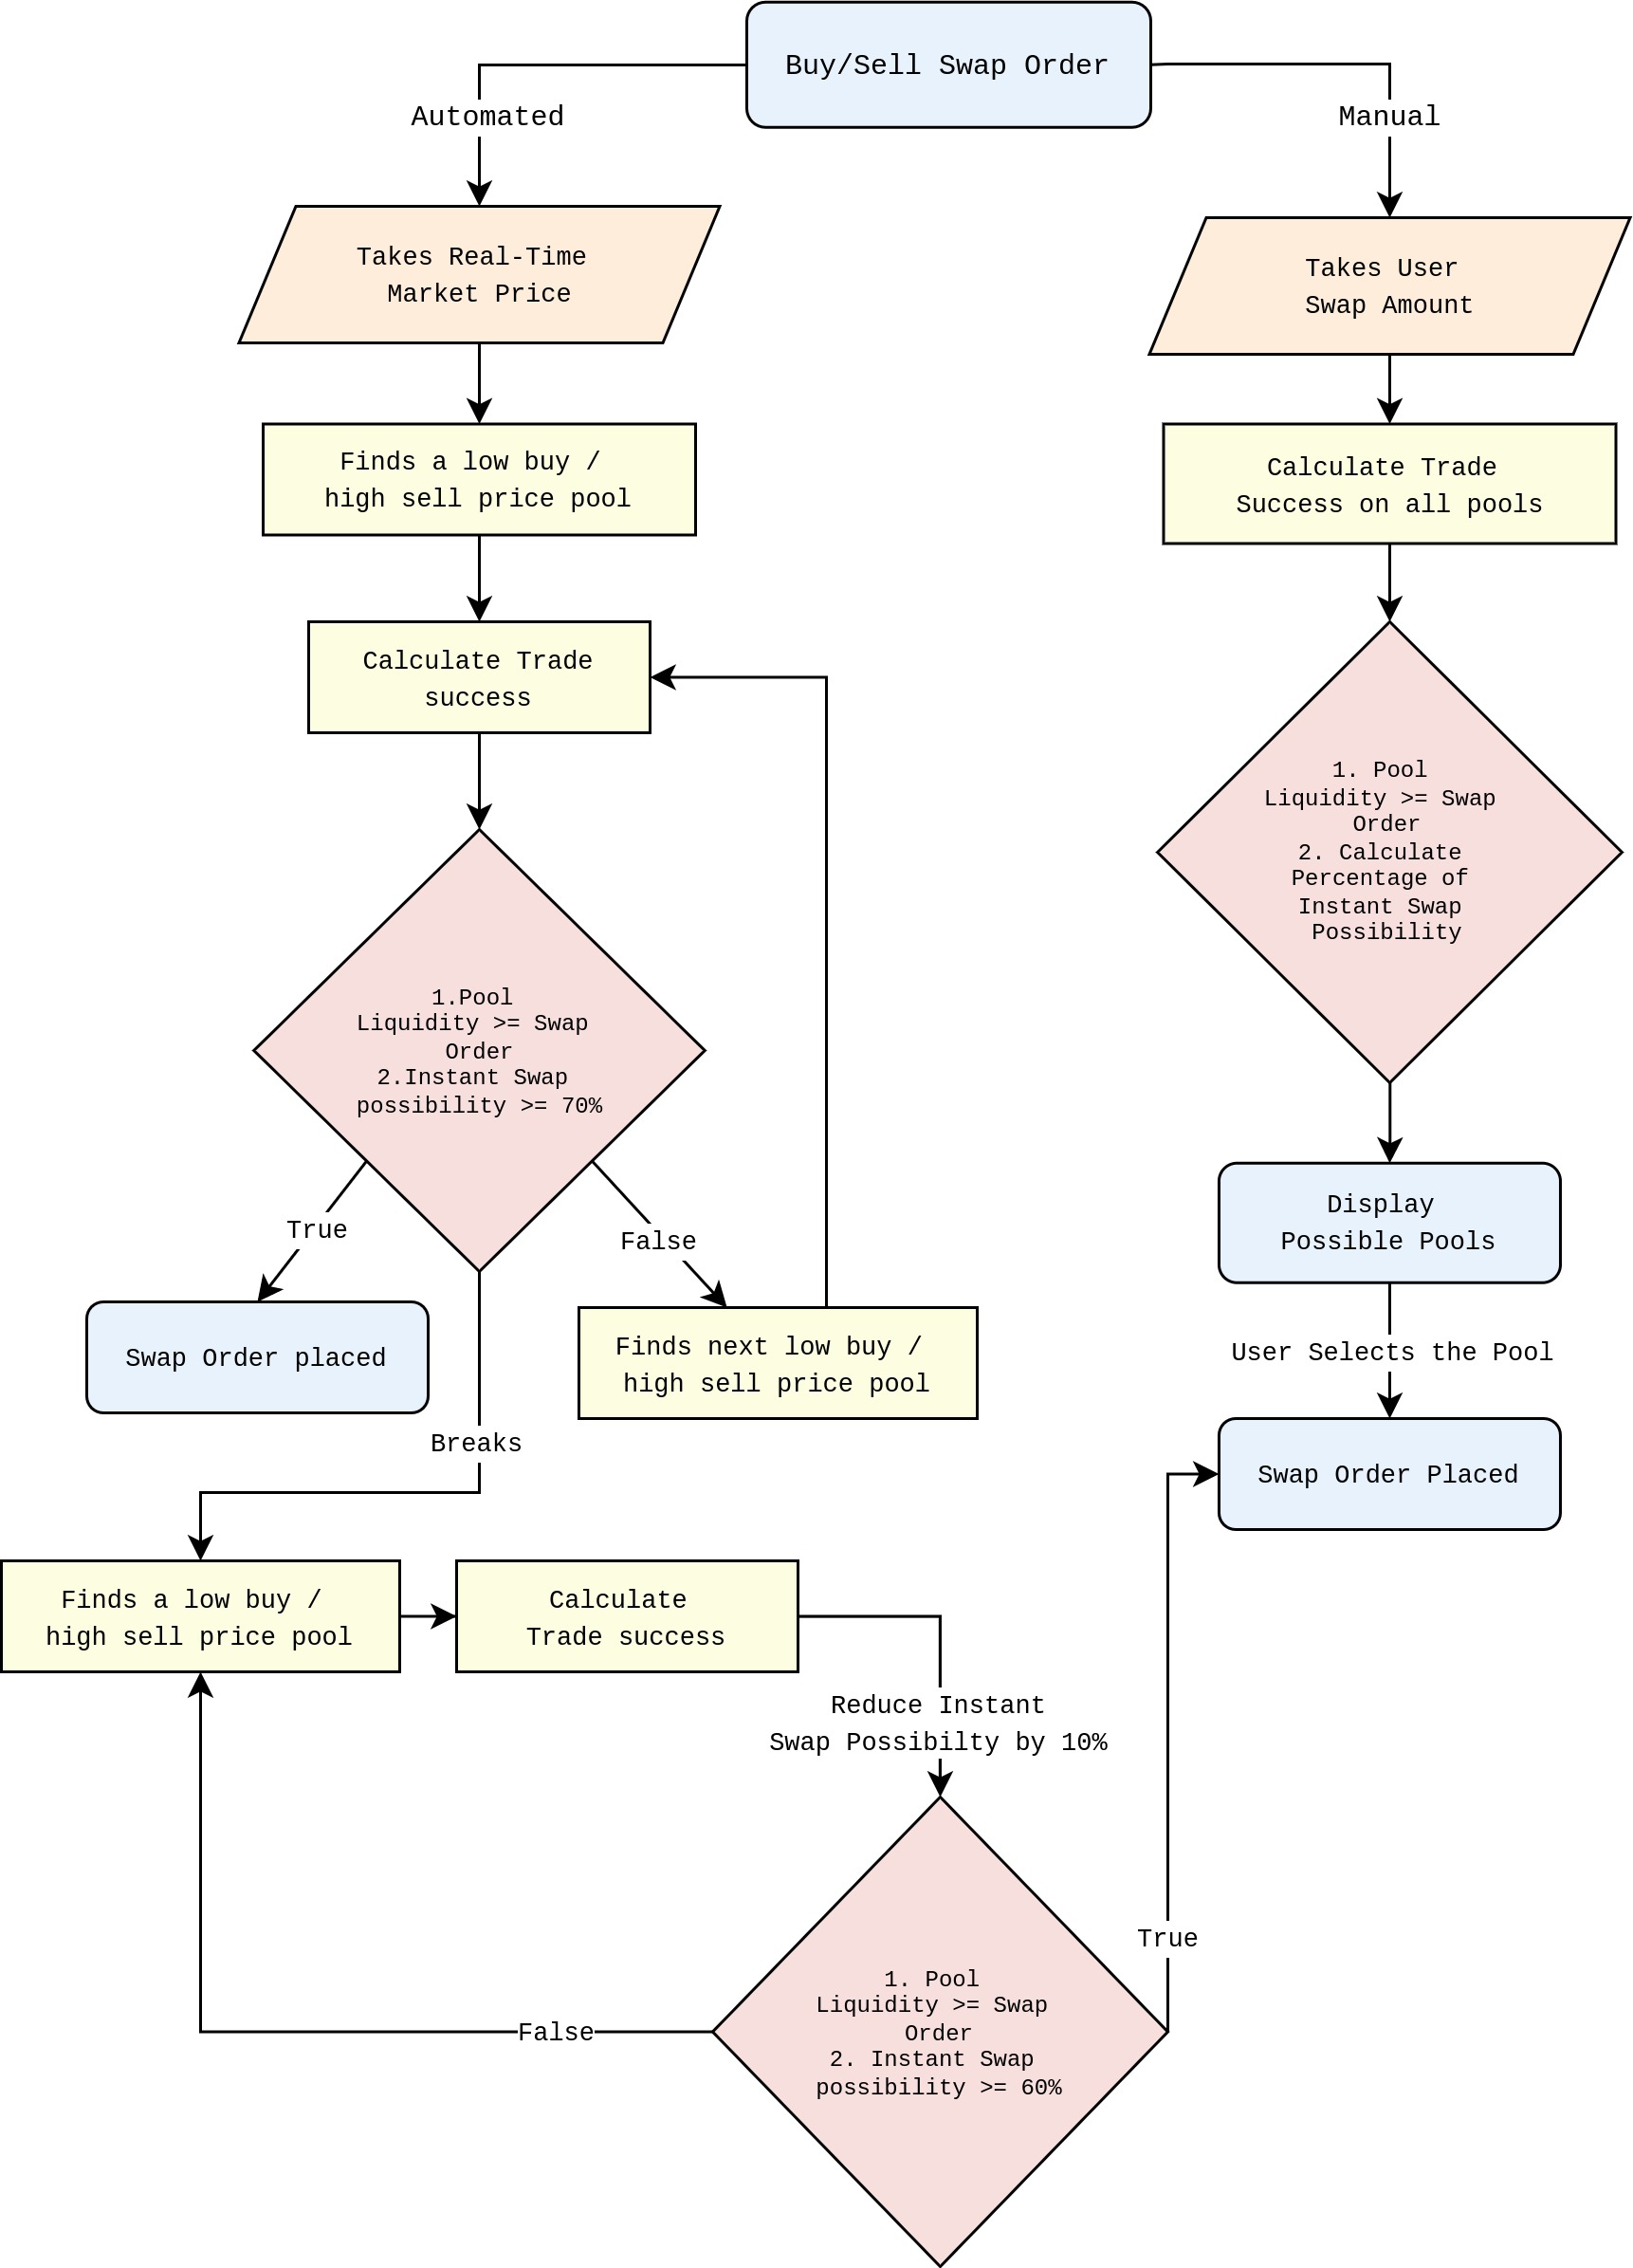 Buy/Sell Swap Order
Automated
Manual
Takes Real-Time
Market Price
Takes User
Swap Amount
Finds a low buy /
high sell price pool
Calculate Trade
Success on all pools
Calculate Trade
success
1. Pool
Liquidity >= Swap
Order
2. Calculate
Percentage of
Instant Swap
Possibility
1.Pool
Liquidity >= Swap
Order
2.Instant Swap
possibility >= 70%
True
False
Display
Possible Pools
Swap Order placed
Finds next low buy /
high sell price pool
User Selects the Pool
Breaks
Swap Order Placed
Finds a low buy /
high sell price pool
Calculate
Trade success
Reduce Instant
Swap Possibilty by 10%
True
1. Pool
Liquidity >= Swap
Order
2. Instant Swap
possibility >= 60%
False